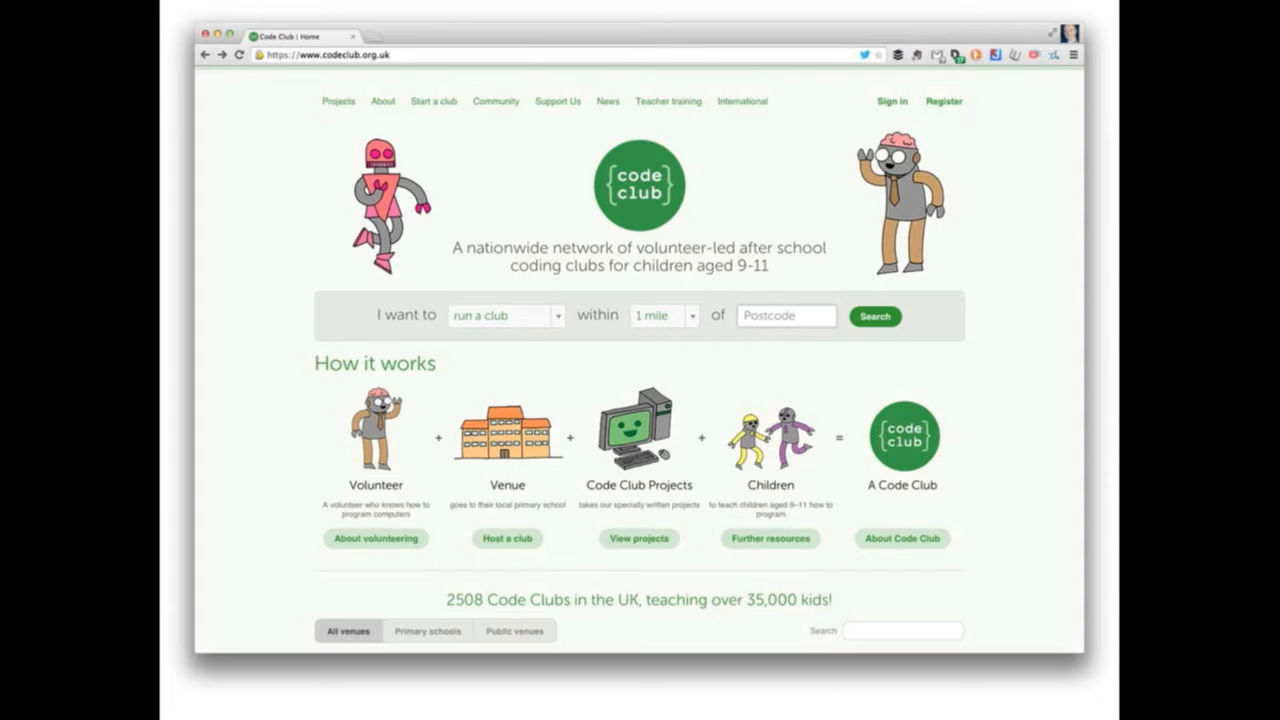 Code Club | Home
https://www.codeclub.org.uk
Projects About Start a club Community Support Us News Teacher training International Sign in Register
{code
club}
A nationwide network of volunteer-led after school
coding clubs for children aged 9-11
I want to run a club within 1 mile of Postcode Search
How it works
{code
club}
+ + + =
Volunteer Venue Code Club Projects Children A Code Club
A volunteer who knows how to
program computers
goes to their local primary school
takes our specially written projects
to teach children aged 9–11 how to
program
About volunteering Host a club View projects Further resources About Code Club
2508 Code Clubs in the UK, teaching over 35,000 kids!
All venues Primary schools Public venues Search